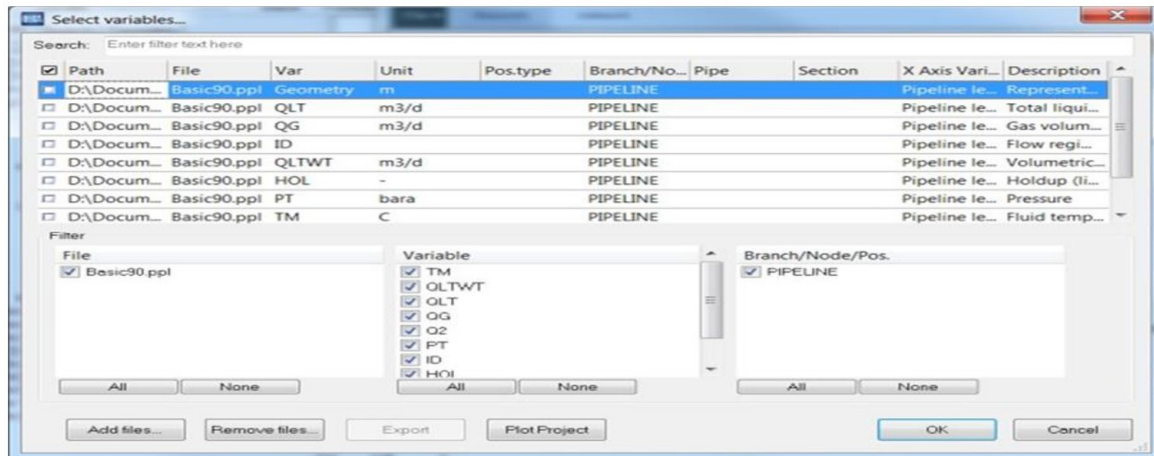 Select variables...
Search: Enter filter text here
Path File Var Unit Pos.type Branch/No... Pipe Section X Axis Vari... Description
D:\Docum... Basic90.ppl Geometry m PIPELINE Pipeline le... Represent...
D:\Docum... Basic90.ppl QLT m3/d PIPELINE Pipeline le... Total liqui...
D:\Docum... Basic90.ppl QG m3/d PIPELINE Pipeline le... Gas volum...
D:\Docum... Basic90.ppl ID PIPELINE Pipeline le... Flow regi...
D:\Docum... Basic90.ppl QLTWT m3/d PIPELINE Pipeline le... Volumetric...
D:\Docum... Basic90.ppl HOL - PIPELINE Pipeline le... Holdup (li...
D:\Docum... Basic90.ppl PT bara PIPELINE Pipeline le... Pressure
D:\Docum... Basic90.ppl TM C PIPELINE Pipeline le... Fluid temp...
Filter
File Variable Branch/Node/Pos.
Basic90.ppl TM PIPELINE
QLTWT
QLT
QG
Q2
PT
ID
HOL
All None All None All None
Add files... Remove files... Export Plot Project OK Cancel